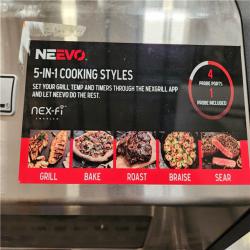 NEEVO
5-IN-1 COOKING STYLES
SET YOUR GRILL TEMP AND TIMERS THROUGH THE NEXGRILL APP
AND LET NEEVO DO THE REST.
NEX-Fi
ENABLED
4
PROBE PORTS
1
PROBE INCLUDED
GRILL BAKE ROAST BRAISE SEAR